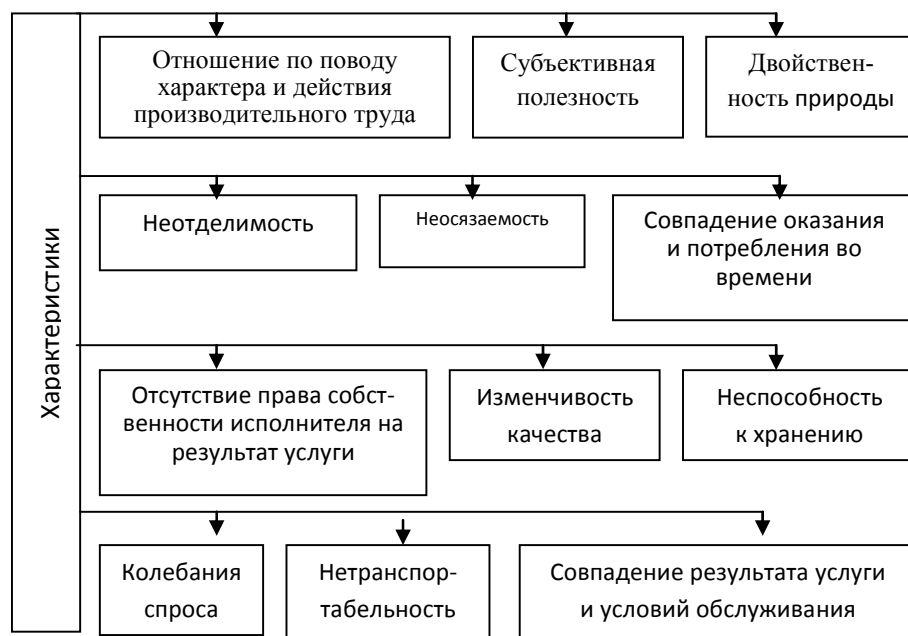 Характеристики
Отношение по поводу
характера и действия
производительного труда
Субъективная
полезность
Двойствен-
ность природы
Неотделимость
Неосязаемость
Совпадение оказания
и потребления во
времени
Отсутствие права собст-
венности исполнителя на
результат услуги
Изменчивость
качества
Неспособность
к хранению
Колебания
спроса
Нетранспор-
табельность
Совпадение результата услуги
и условий обслуживания